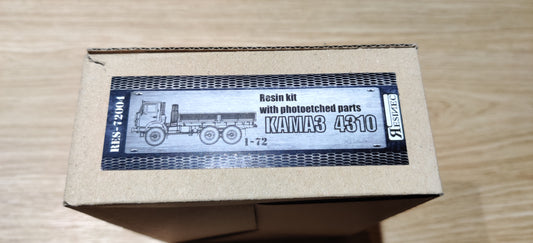 RES-72004
Resin kit
with photoetched parts
КАМАЗ 4310
1-72